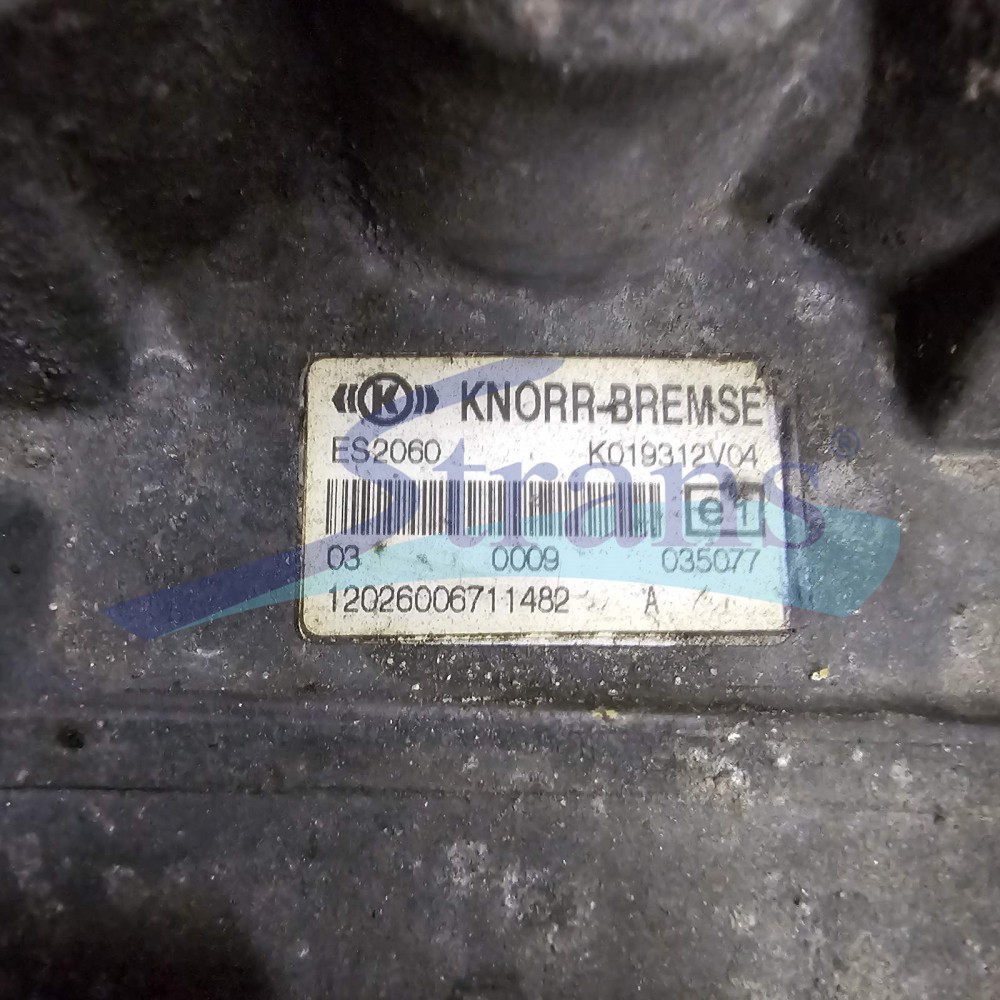 K KNORR-BREMSE
ES2060 K019312V04
e1
03 0009 035077
12026006711482 A
Strans®